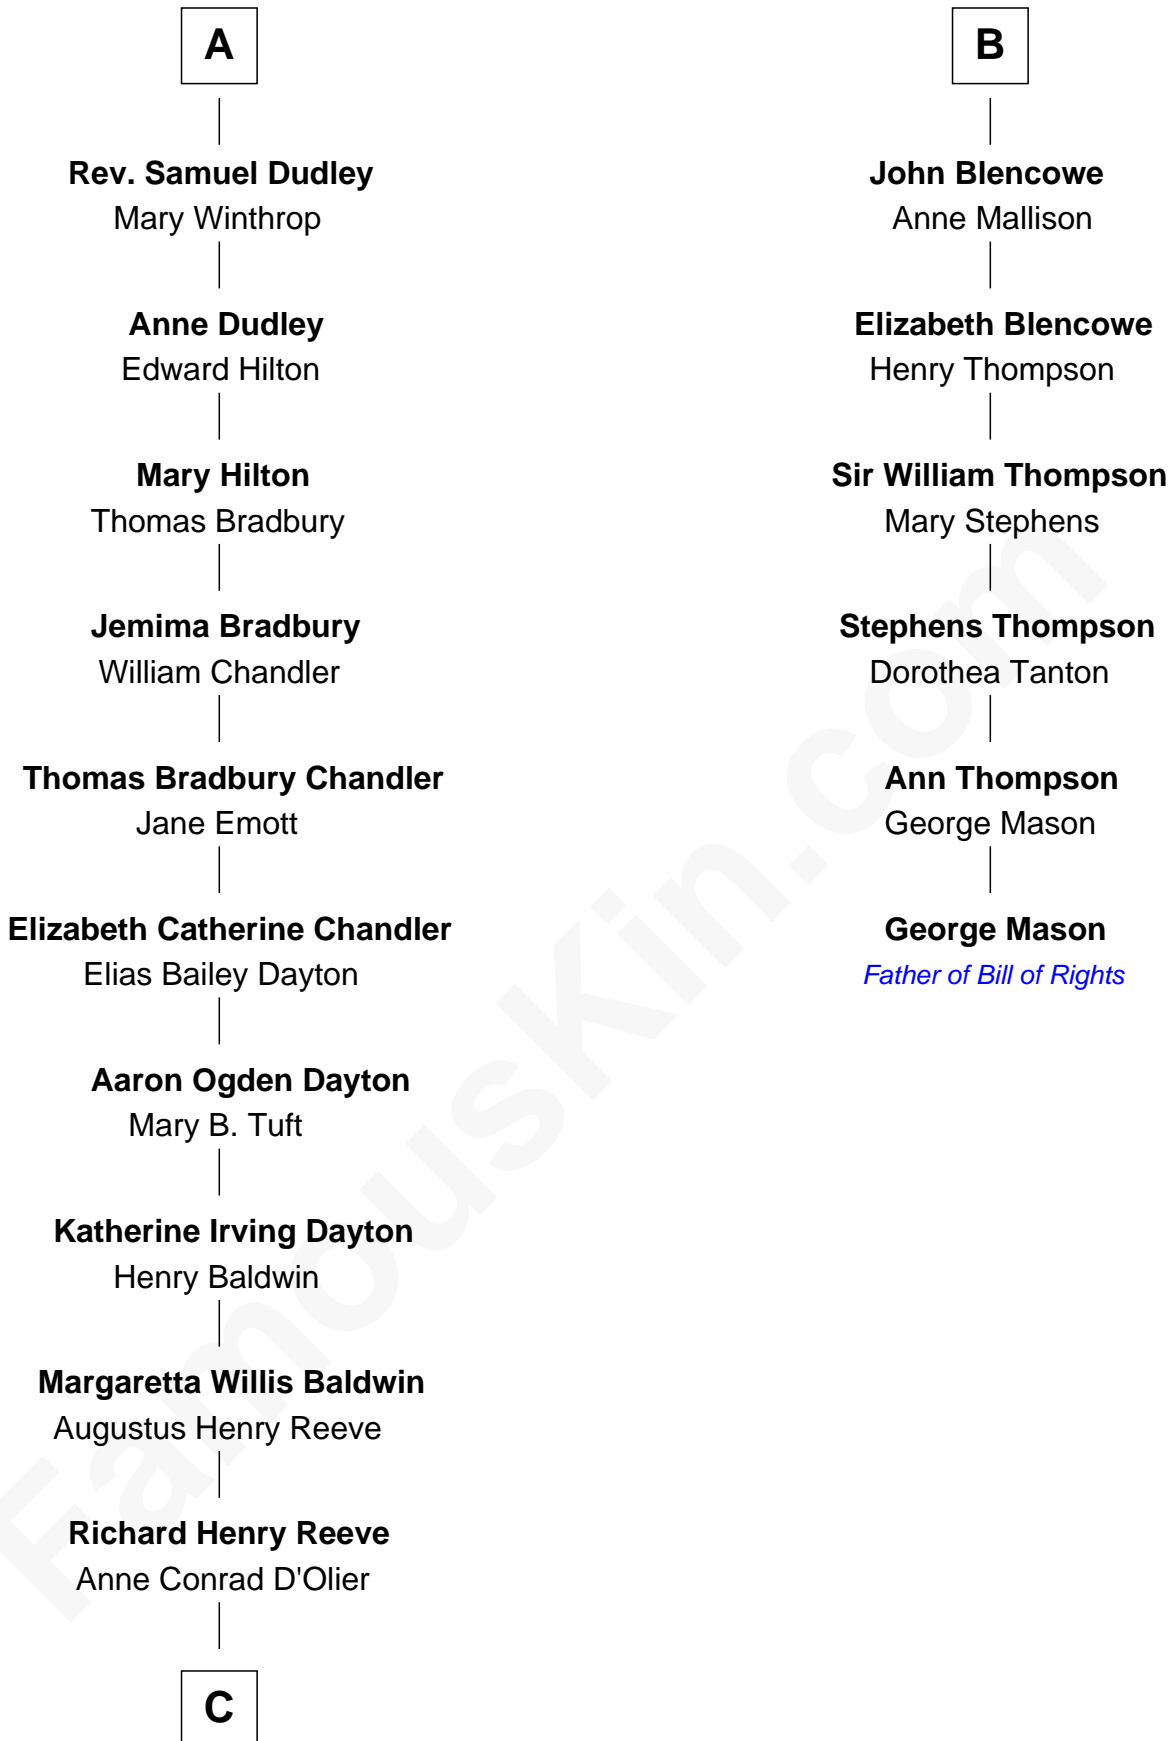 A
Rev. Samuel Dudley
Mary Winthrop
Anne Dudley
Edward Hilton
Mary Hilton
Thomas Bradbury
Jemima Bradbury
William Chandler
Thomas Bradbury Chandler
Jane Emott
Elizabeth Catherine Chandler
Elias Bailey Dayton
Aaron Ogden Dayton
Mary B. Tuft
Katherine Irving Dayton
Henry Baldwin
Margaretta Willis Baldwin
Augustus Henry Reeve
Richard Henry Reeve
Anne Conrad D'Olier
C
B
John Blencowe
Anne Mallison
Elizabeth Blencowe
Henry Thompson
Sir William Thompson
Mary Stephens
Stephens Thompson
Dorothea Tanton
Ann Thompson
George Mason
George Mason
Father of Bill of Rights
FamousKin.com